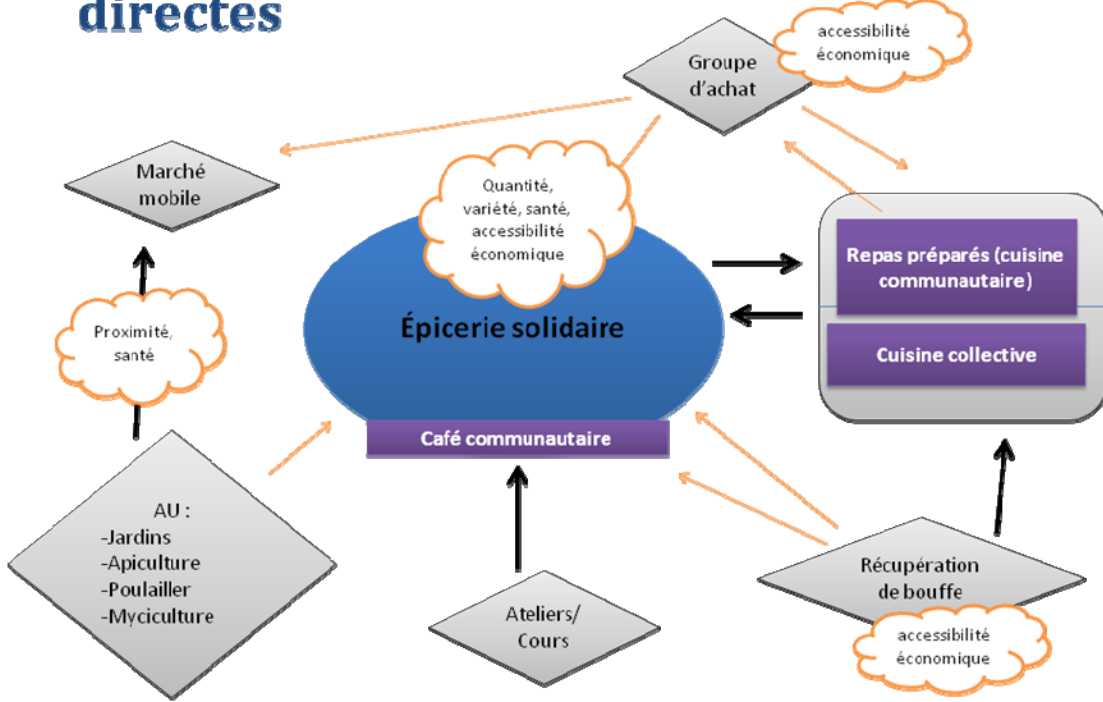 directes
accessibilité
économique
Groupe
d'achat
Marché
mobile
Quantité,
variété, santé,
accessibilité
économique
Repas préparés (cuisine
communautaire)
Épicerie solidaire
Proximité,
santé
Cuisine collective
Café communautaire
AU :
-Jardins
-Apiculture
-Poulailler
-Myciculture
Ateliers/
Cours
Récupération
de bouffe
accessibilité
économique